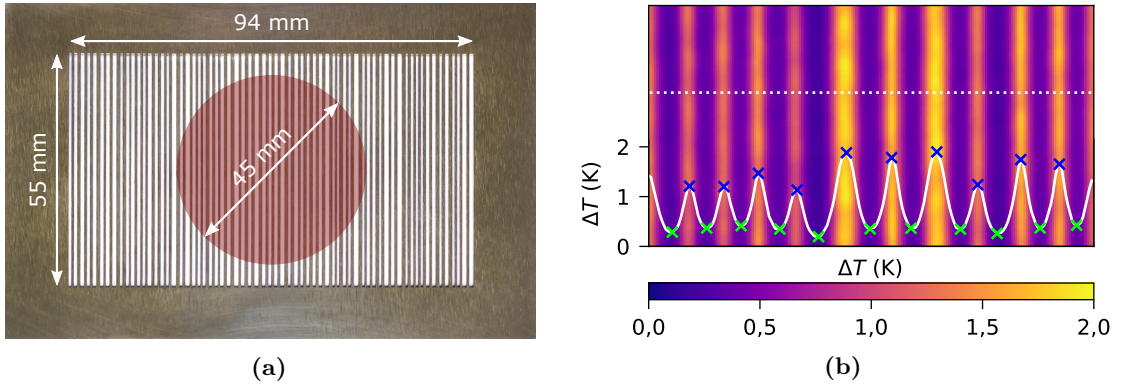 94 mm
55 mm
45 mm
(a)
2
1
0
ΔT (K)
ΔT (K)
0,0 0,5 1,0 1,5 2,0
(b)